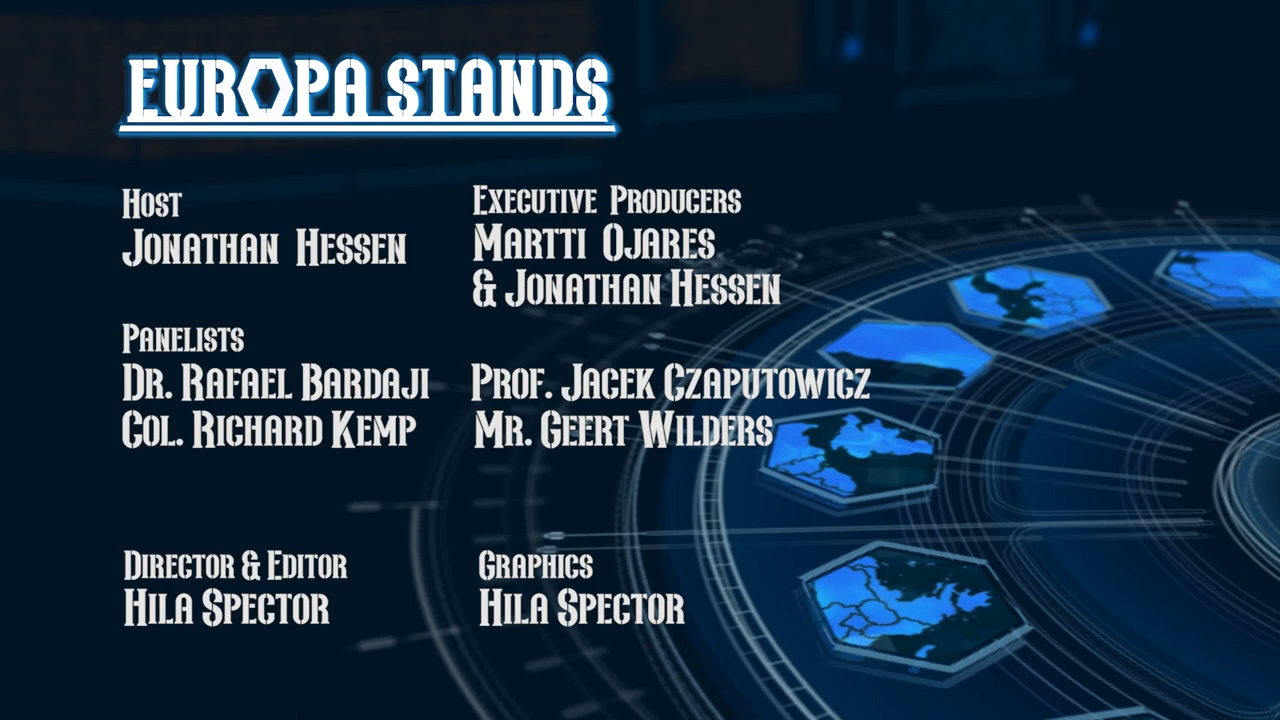 EUROPA STANDS
HOST
JONATHAN HESSEN
EXECUTIVE PRODUCERS
MARTTI OJARES
& JONATHAN HESSEN
PANELISTS
DR. RAFAEL BARDAJI
COL. RICHARD KEMP
PROF. JACEK CZAPUTOWICZ
MR. GEERT WILDERS
DIRECTOR & EDITOR
HILA SPECTOR
GRAPHICS
HILA SPECTOR